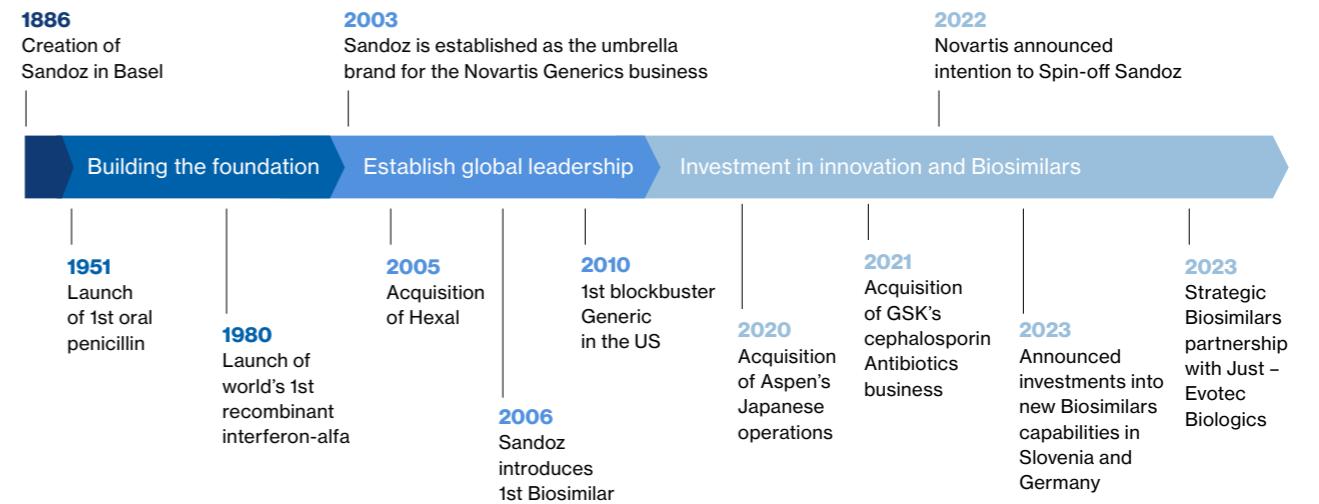 1886
Creation of
Sandoz in Basel
2003
Sandoz is established as the umbrella
brand for the Novartis Generics business
2022
Novartis announced
intention to Spin-off Sandoz
Building the foundation
Establish global leadership
Investment in innovation and Biosimilars
1951
Launch
of 1st oral
penicillin
1980
Launch of
world’s 1st
recombinant
interferon-alfa
2005
Acquisition
of Hexal
2006
Sandoz
introduces
1st Biosimilar
2010
1st blockbuster
Generic
in the US
2020
Acquisition
of Aspen’s
Japanese
operations
2021
Acquisition
of GSK’s
cephalosporin
Antibiotics
business
2023
Announced
investments into
new Biosimilars
capabilities in
Slovenia and
Germany
2023
Strategic
Biosimilars
partnership
with Just –
Evotec
Biologics